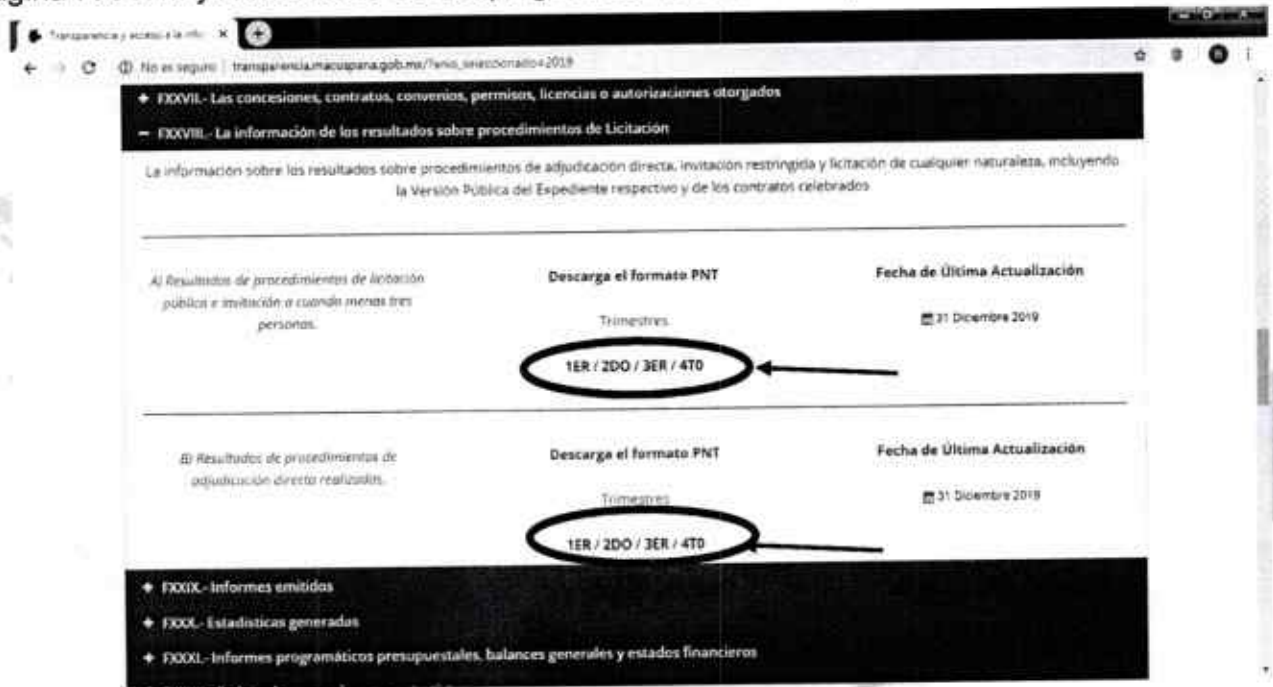 Transparencia y acceso a la info ×
No es seguro | transparencia.macuspana.gob.mx/?anio_seleccionado=2019
+ FXXVII.- Las concesiones, contratos, convenios, permisos, licencias o autorizaciones otorgados
− FXXVIII.- La información de los resultados sobre procedimientos de Licitación
La información sobre los resultados sobre procedimientos de adjudicación directa, invitación restringida y licitación de cualquier naturaleza, incluyendo
la Versión Pública del Expediente respectivo y de los contratos celebrados
A) Resultados de procedimientos de licitación
pública e invitación a cuando menos tres
personas.
Descarga el formato PNT
Trimestres
1ER / 2DO / 3ER / 4TO
Fecha de Última Actualización
31 Diciembre 2019
B) Resultados de procedimientos de
adjudicación directa realizados.
Descarga el formato PNT
Trimestres
1ER / 2DO / 3ER / 4TO
Fecha de Última Actualización
31 Diciembre 2019
+ FXXIX.- Informes emitidos
+ FXXX.- Estadísticas generadas
+ FXXXI.- Informes programáticos presupuestales, balances generales y estados financieros